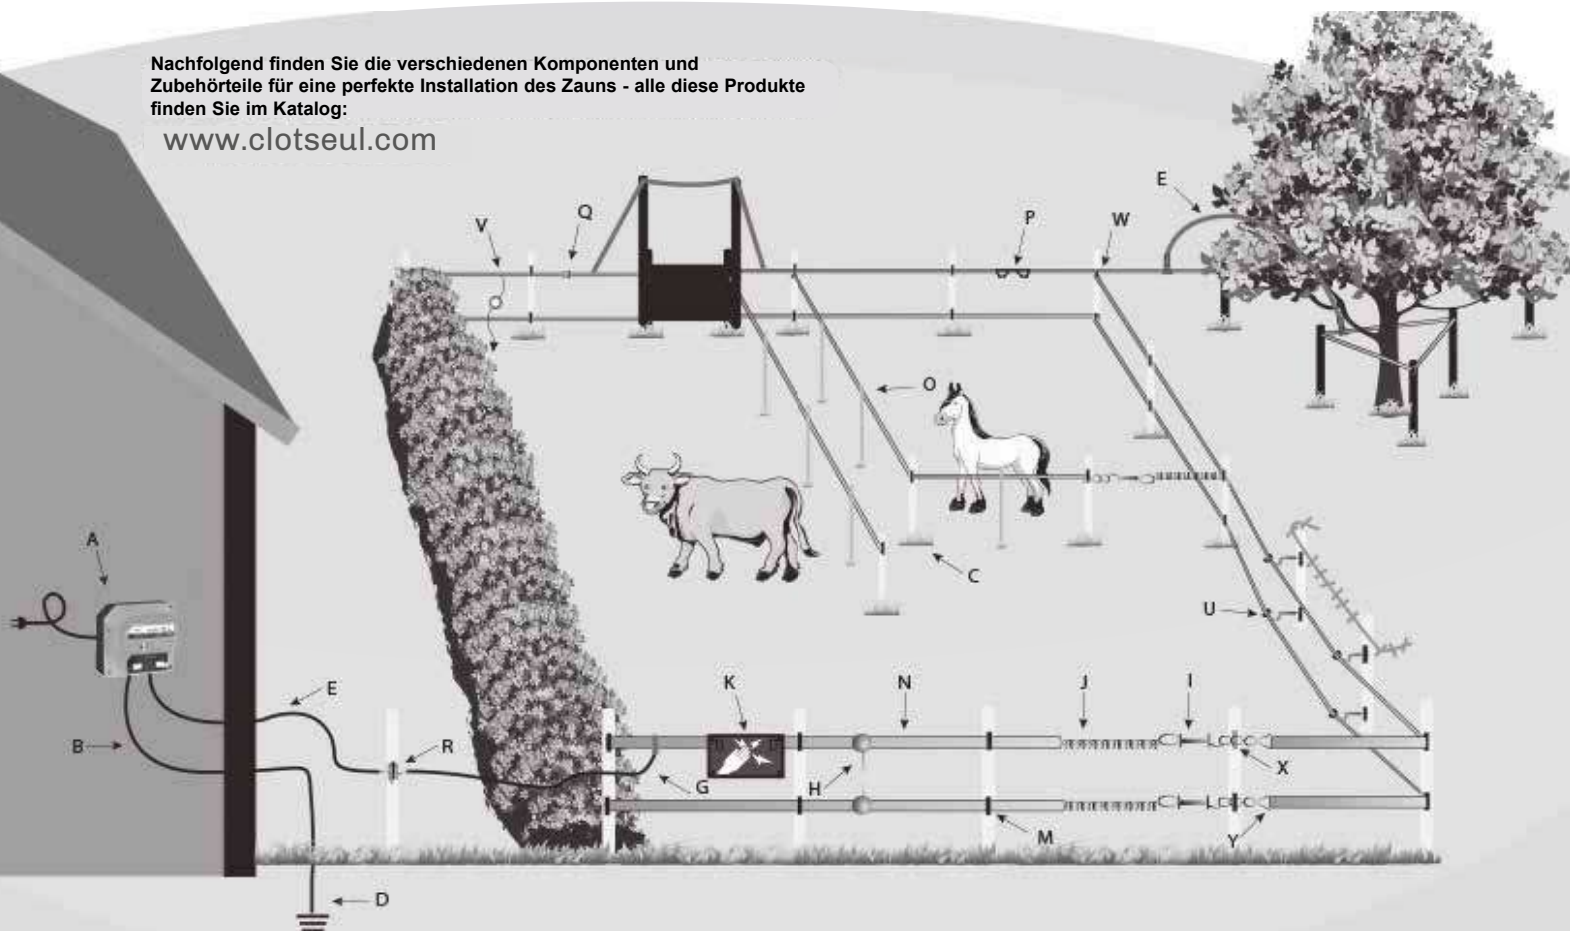 Nachfolgend finden Sie die verschiedenen Komponenten und
Zubehörteile für eine perfekte Installation des Zauns - alle diese Produkte
finden Sie im Katalog:
www.clotseul.com
E
Q
P
W
V
O
C
A
U
E
K
N
J
I
B
R
X
G
H
M
Y
D